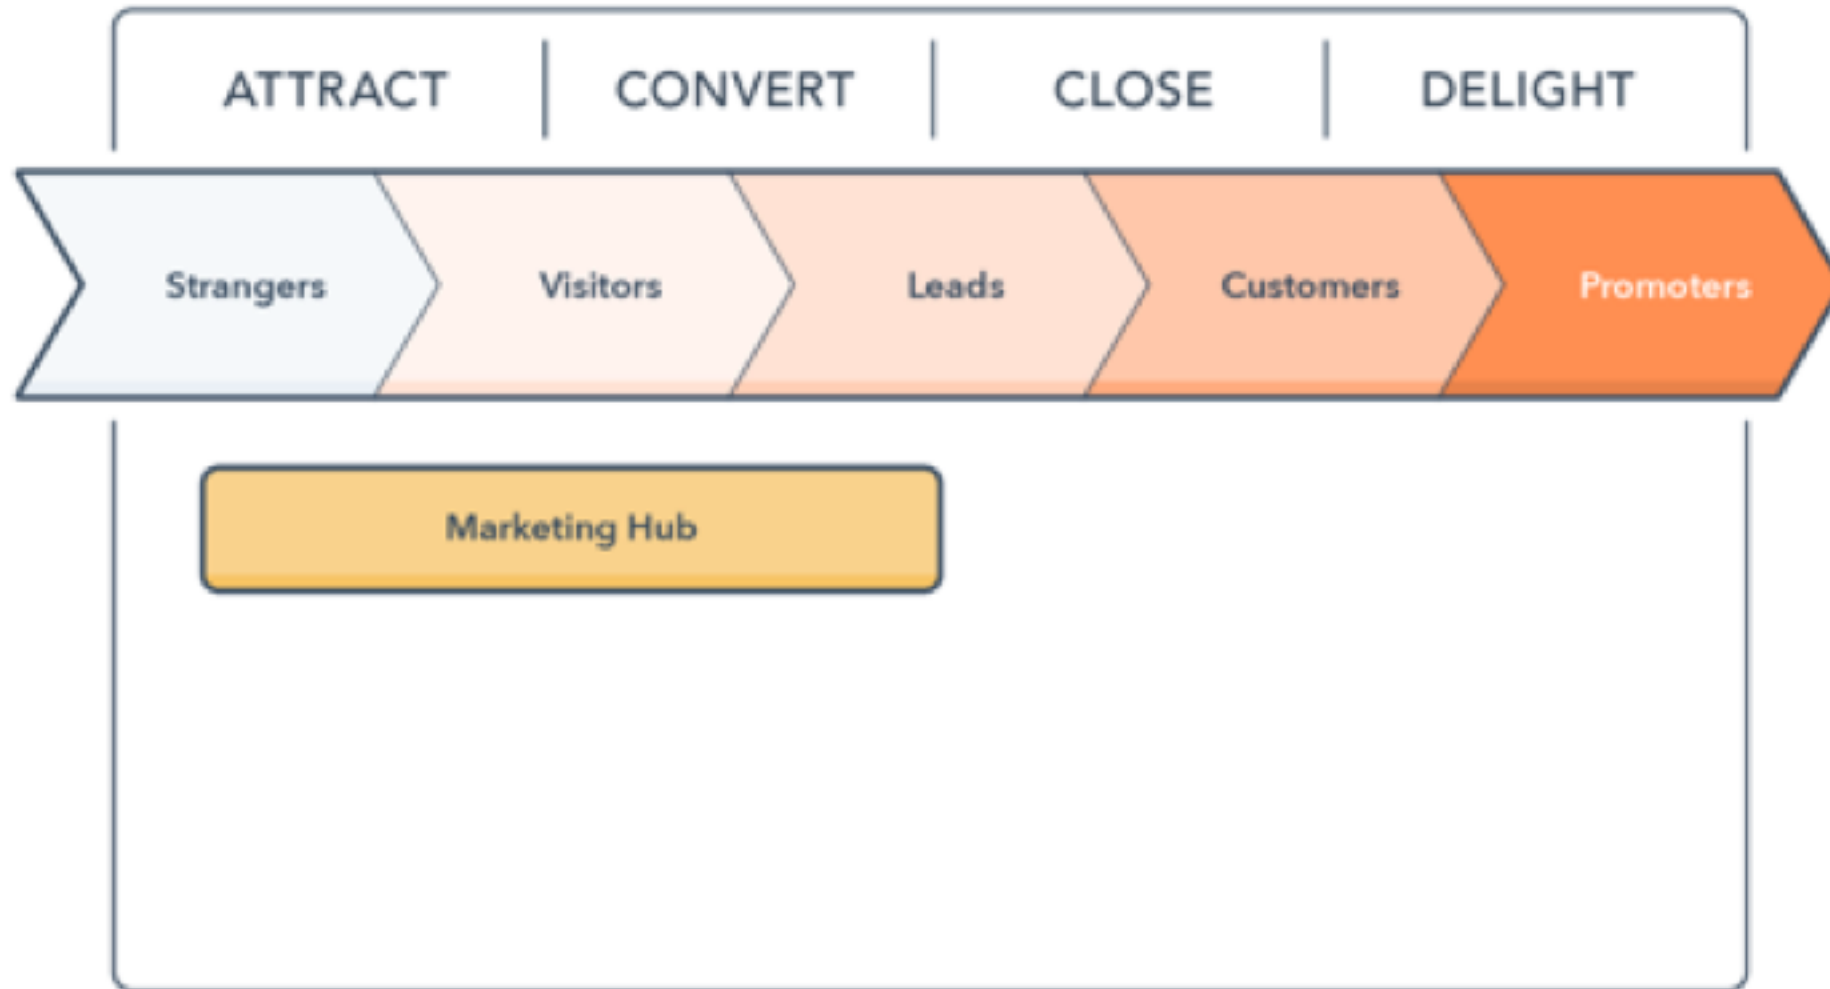 ATTRACT CONVERT CLOSE DELIGHT
Strangers Visitors Leads Customers Promoters
Marketing Hub